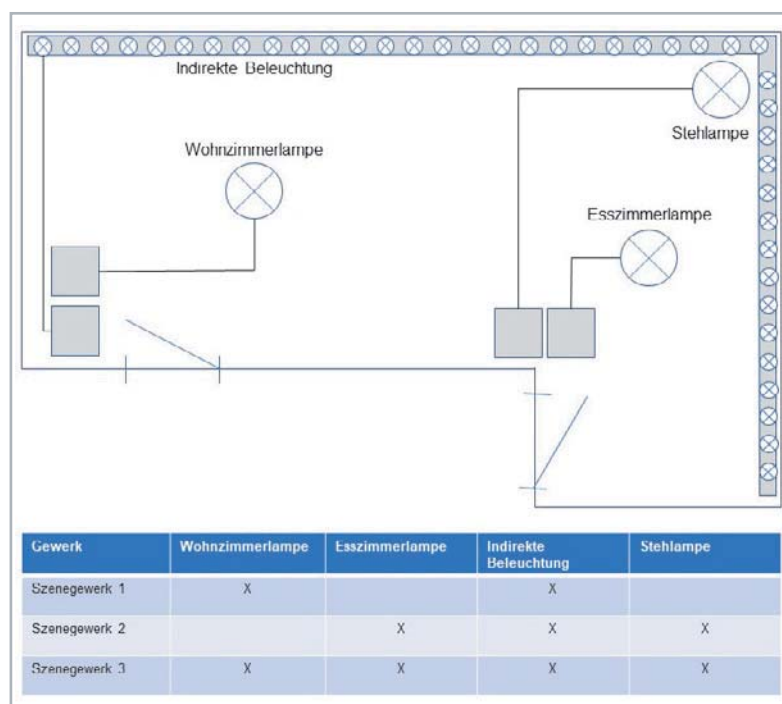 Indirekte Beleuchtung
Stehlampe
Wohnzimmerlampe
Esszimmerlampe
Gewerk Wohnzimmerlampe Esszimmerlampe Indirekte Beleuchtung Stehlampe
Szenegewerk 1 X X
Szenegewerk 2 X X X
Szenegewerk 3 X X X X